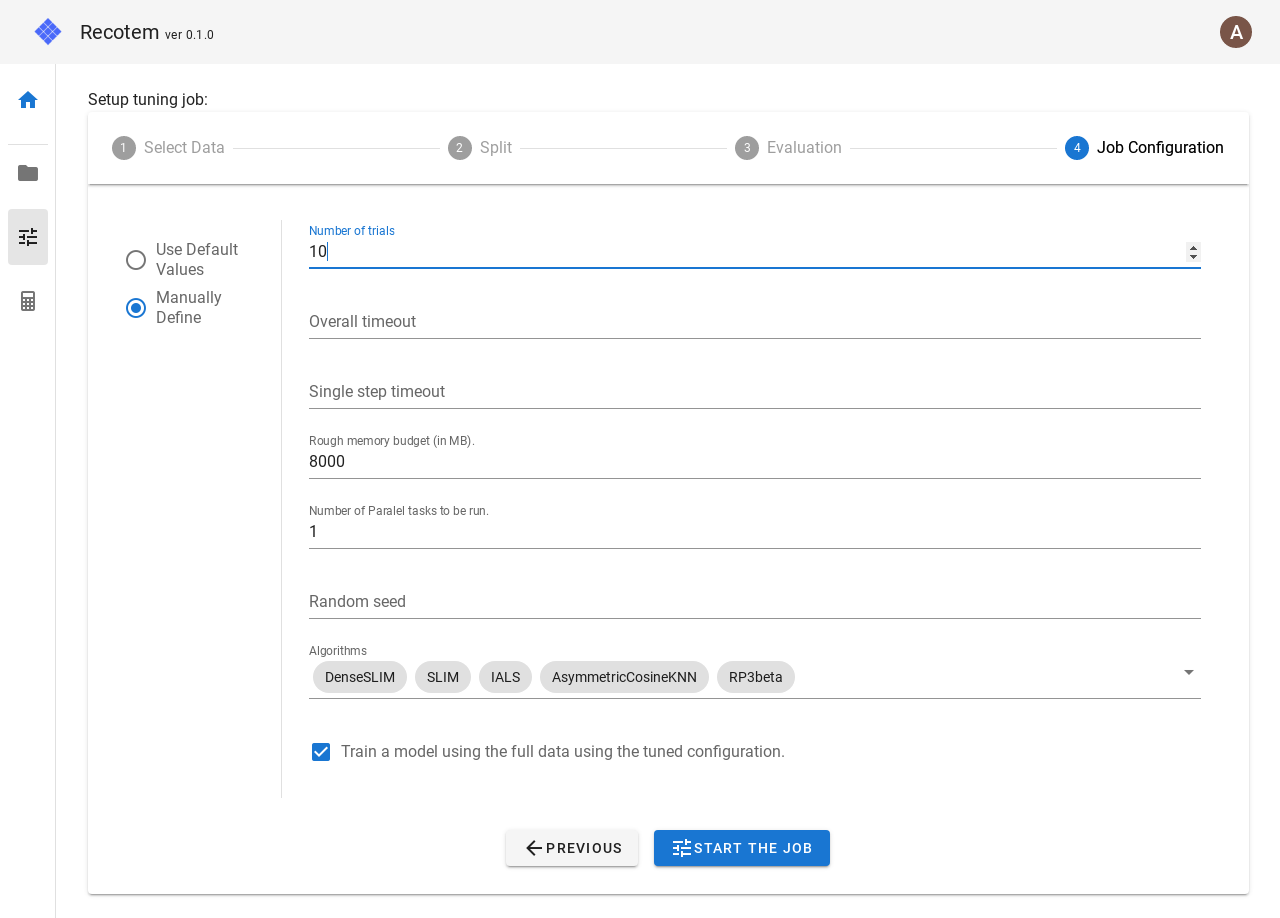 Recotem ver 0.1.0
A
Setup tuning job:
1 Select Data
2 Split
3 Evaluation
4 Job Configuration
Use Default
Values
Manually
Define
Number of trials
10
Overall timeout
Single step timeout
Rough memory budget (in MB).
8000
Number of Paralel tasks to be run.
1
Random seed
Algorithms
DenseSLIM SLIM IALS AsymmetricCosineKNN RP3beta
Train a model using the full data using the tuned configuration.
PREVIOUS
START THE JOB